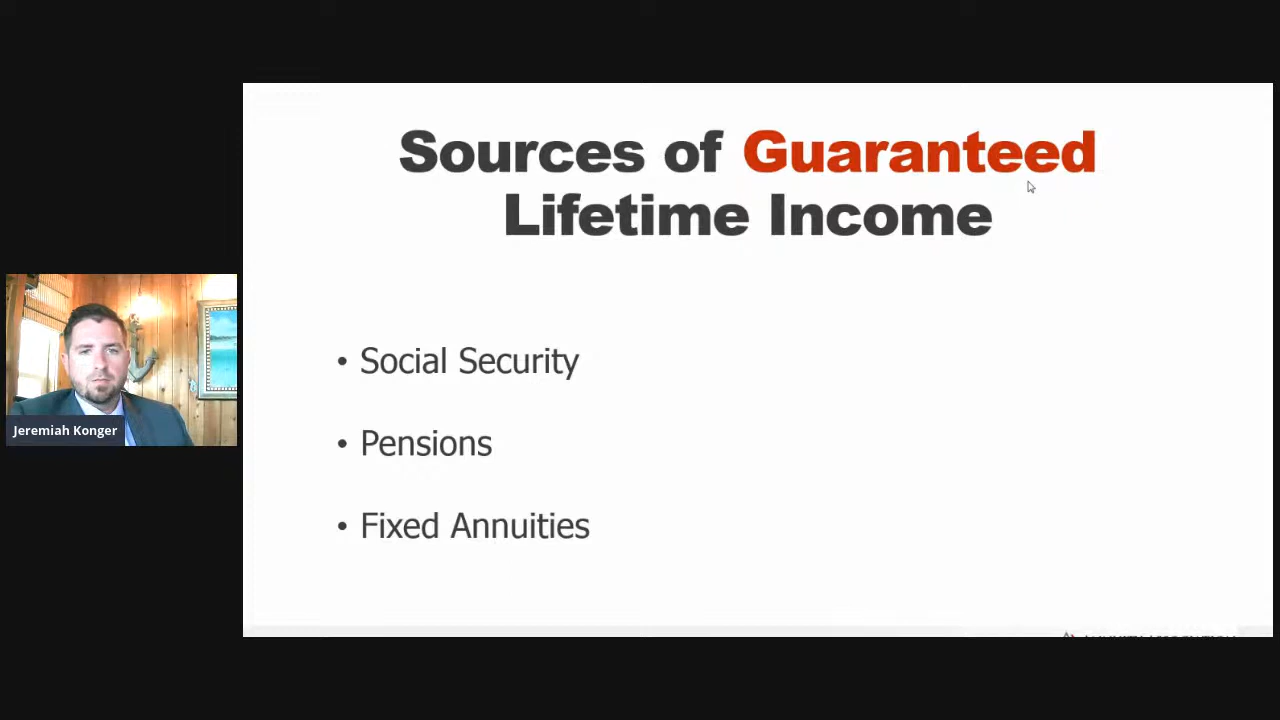 Sources of Guaranteed
Lifetime Income
• Social Security
• Pensions
• Fixed Annuities
Jeremiah Konger